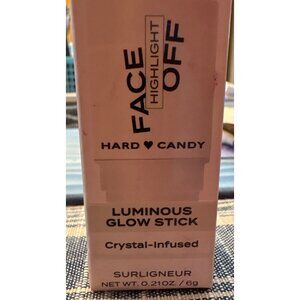 FACE
HIGHLIGHT
OFF
HARD ♥ CANDY
LUMINOUS
GLOW STICK
Crystal-Infused
SURLIGNEUR
NET WT. 0.21OZ. / 6g